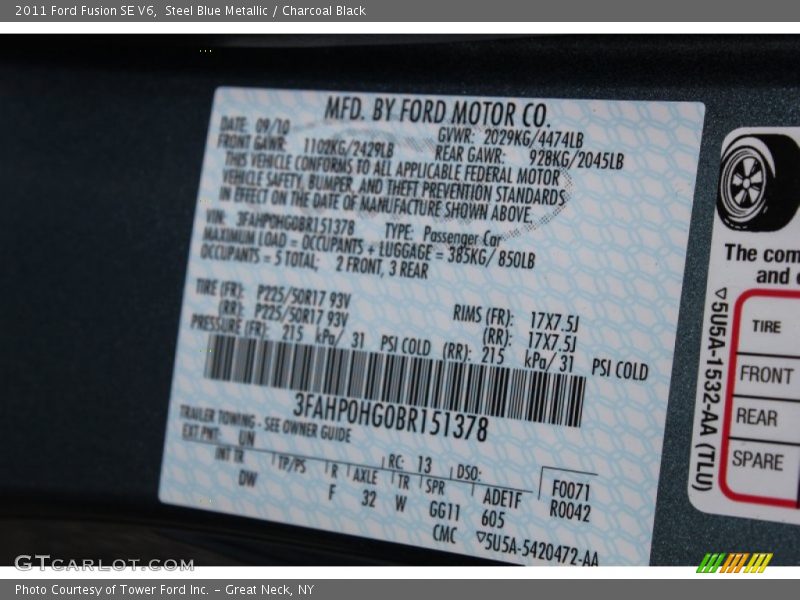 2011 Ford Fusion SE V6, Steel Blue Metallic / Charcoal Black
MFD. BY FORD MOTOR CO.
DATE: 09/10 GVWR: 2029KG/4474LB
FRONT GAWR: 1102KG/2429LB REAR GAWR: 928KG/2045LB
THIS VEHICLE CONFORMS TO ALL APPLICABLE FEDERAL MOTOR
VEHICLE SAFETY, BUMPER, AND THEFT PREVENTION STANDARDS
IN EFFECT ON THE DATE OF MANUFACTURE SHOWN ABOVE.
VIN: 3FAHP0HG0BR151378 TYPE: Passenger Car
MAXIMUM LOAD = OCCUPANTS + LUGGAGE = 385KG/850LB
OCCUPANTS = 5 TOTAL; 2 FRONT, 3 REAR
TIRE (FR): P225/50R17 93V RIMS (FR): 17X7.5J
(RR): P225/50R17 93V (RR): 17X7.5J
PRESSURE (FR): 215 kPa/ 31 PSI COLD (RR): 215 kPa/ 31 PSI COLD
3FAHP0HG0BR151378
TRAILER TOWING - SEE OWNER GUIDE
EXT PNT: UN RC: 13 DSO:
INT TR TP/PS R AXLE TR SPR ADE1F F0071
DW F 32 W GG11 605 R0042
CMC ▽5U5A-5420472-AA
The com
and
▽5U5A-1532-AA (TLU)
TIRE
FRONT
REAR
SPARE
GTCARLOT.COM
Photo Courtesy of Tower Ford Inc. - Great Neck, NY